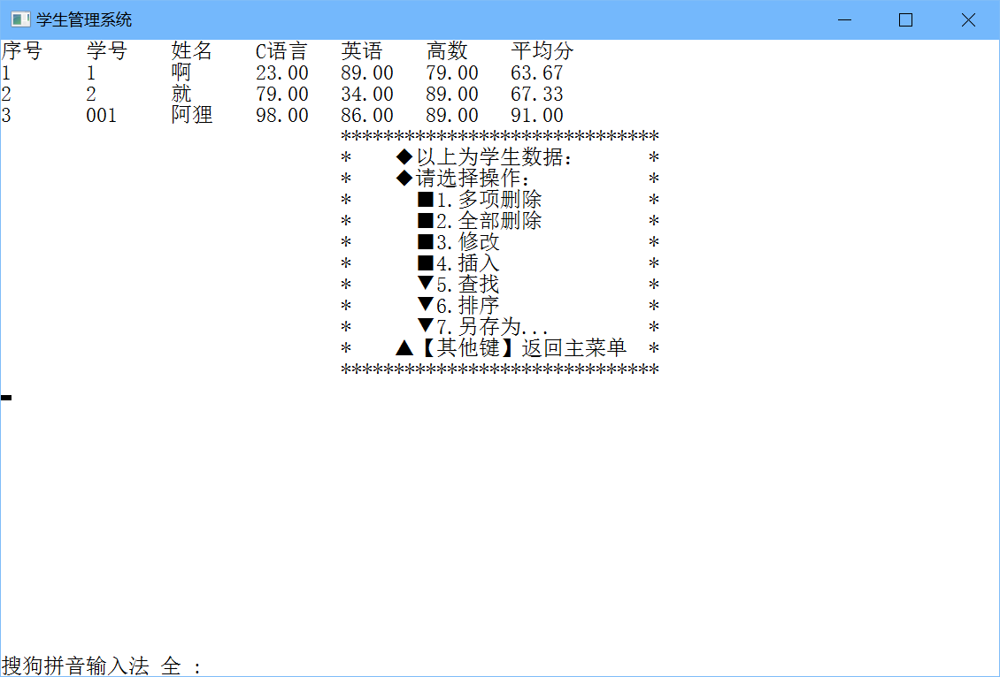 学生管理系统
序号 学号 姓名 C语言 英语 高数 平均分
1 1 啊 23.00 89.00 79.00 63.67
2 2 就 79.00 34.00 89.00 67.33
3 001 阿狸 98.00 86.00 89.00 91.00
******************************
* ◆以上为学生数据: *
* ◆请选择操作: *
* ■1.多项删除 *
* ■2.全部删除 *
* ■3.修改 *
* ■4.插入 *
* ▼5.查找 *
* ▼6.排序 *
* ▼7.另存为... *
* ▲【其他键】返回主菜单 *
******************************
搜狗拼音输入法 全 :